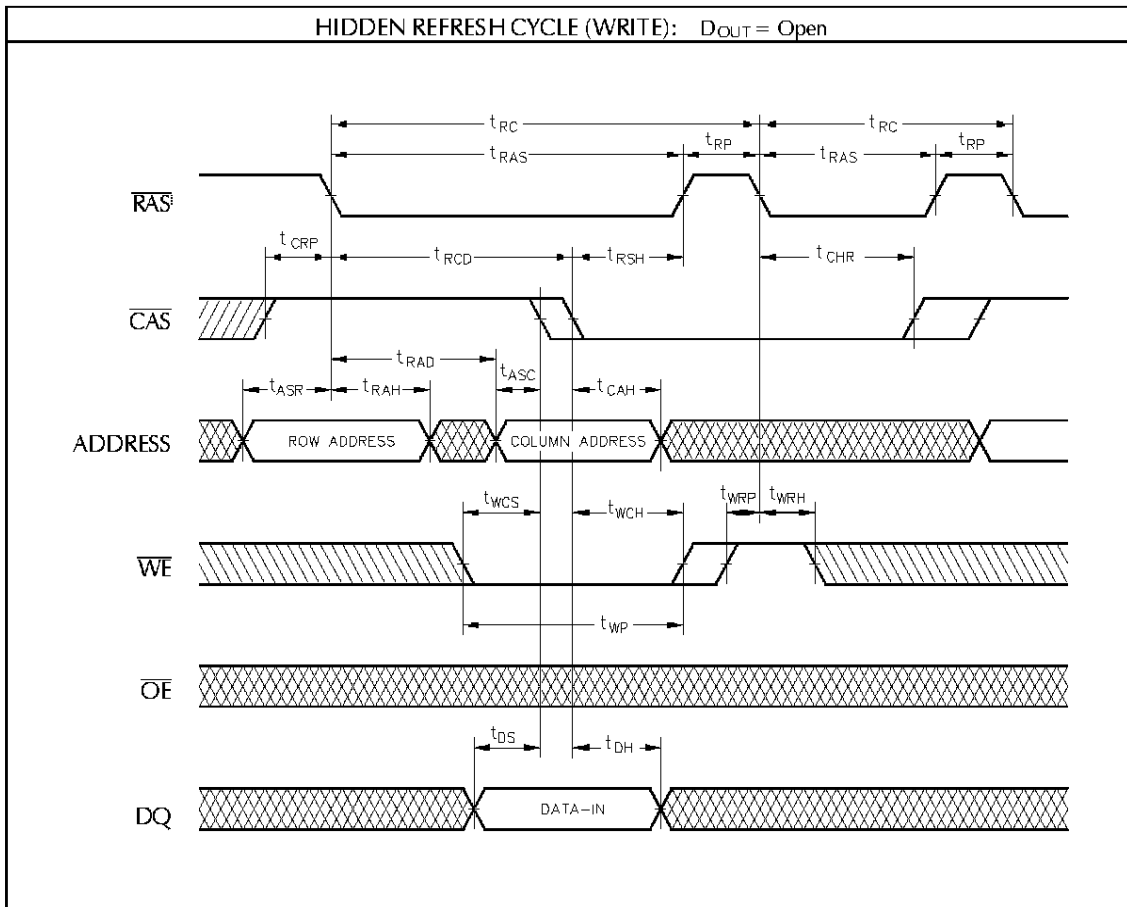 HIDDEN REFRESH CYCLE (WRITE): DOUT = Open
tRC tRC
tRAS tRP tRAS tRP
RAS
tCRP tRCD tRSH tCHR
CAS
tRAD
tASC
tASR tRAH tCAH
ADDRESS ROW ADDRESS COLUMN ADDRESS
tWCS tWCH tWRP tWRH
WE
tWP
OE
tDS tDH
DQ DATA-IN